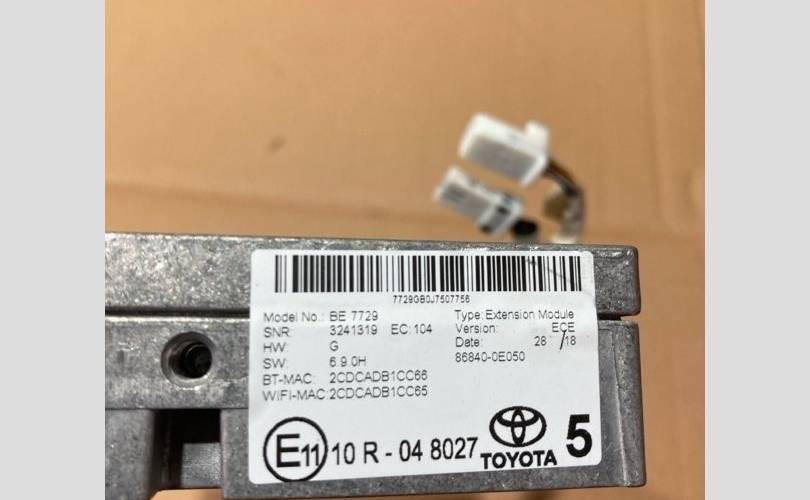 7729GB0J7507756
Model No.: BE 7729 Type: Extension Module
SNR: 3241319 EC: 104 Version: ECE
HW: G Date: 28 /18
SW: 6.9.0H 86840-0E050
BT-MAC: 2CDCADB1CC66
WIFI-MAC: 2CDCADB1CC65
E11 10 R - 04 8027 TOYOTA 5